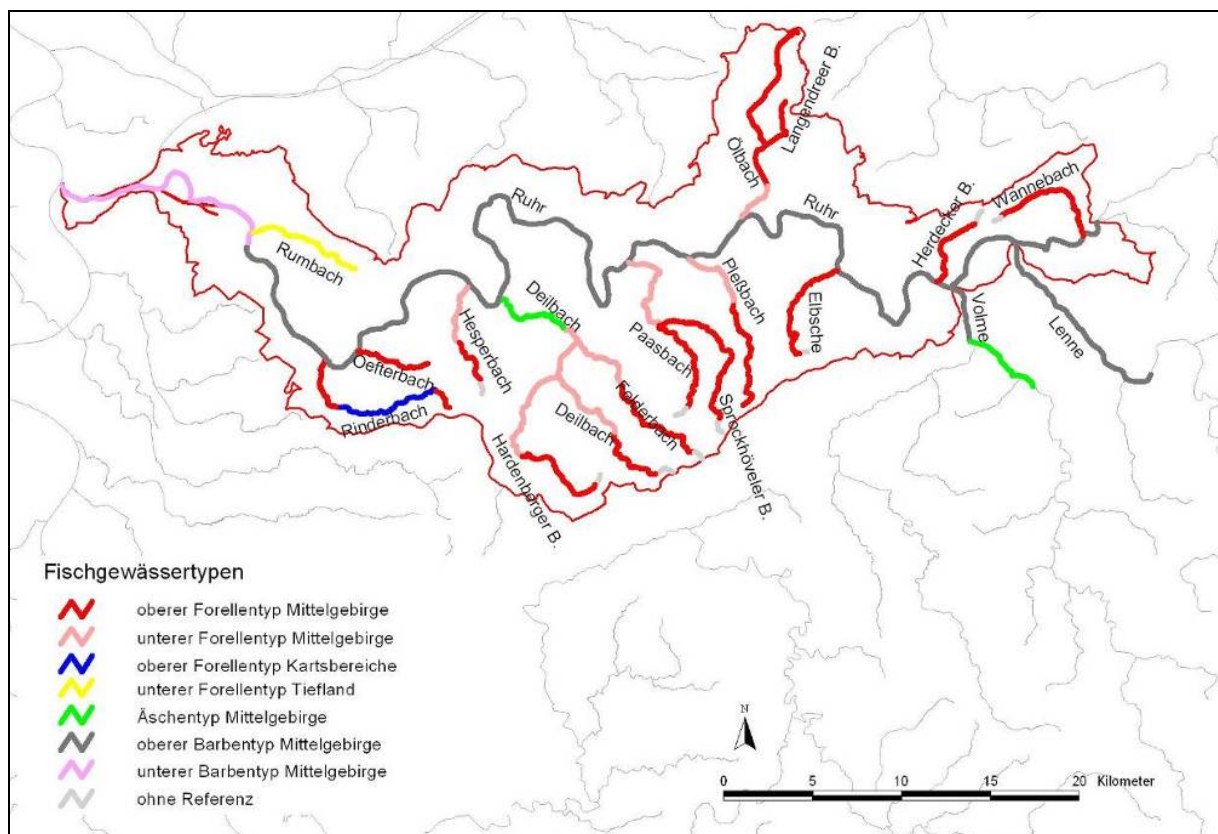 Langendreer B.
Ölbach
Wannebach
Herdecker B.
Ruhr
Ruhr
Rumbach
Pleßbach
Elbsche
Deilbach
Volme
Lenne
Hesperbach
Paasbach
Oefterbach
Rinderbach
Felderbach
Deilbach
Sprockhöveler B.
Hardenberger B.
Fischgewässertypen
oberer Forellentyp Mittelgebirge
unterer Forellentyp Mittelgebirge
oberer Forellentyp Kartsbereiche
unterer Forellentyp Tiefland
Äschentyp Mittelgebirge
oberer Barbentyp Mittelgebirge
unterer Barbentyp Mittelgebirge
ohne Referenz
N
0 5 10 15 20 Kilometer